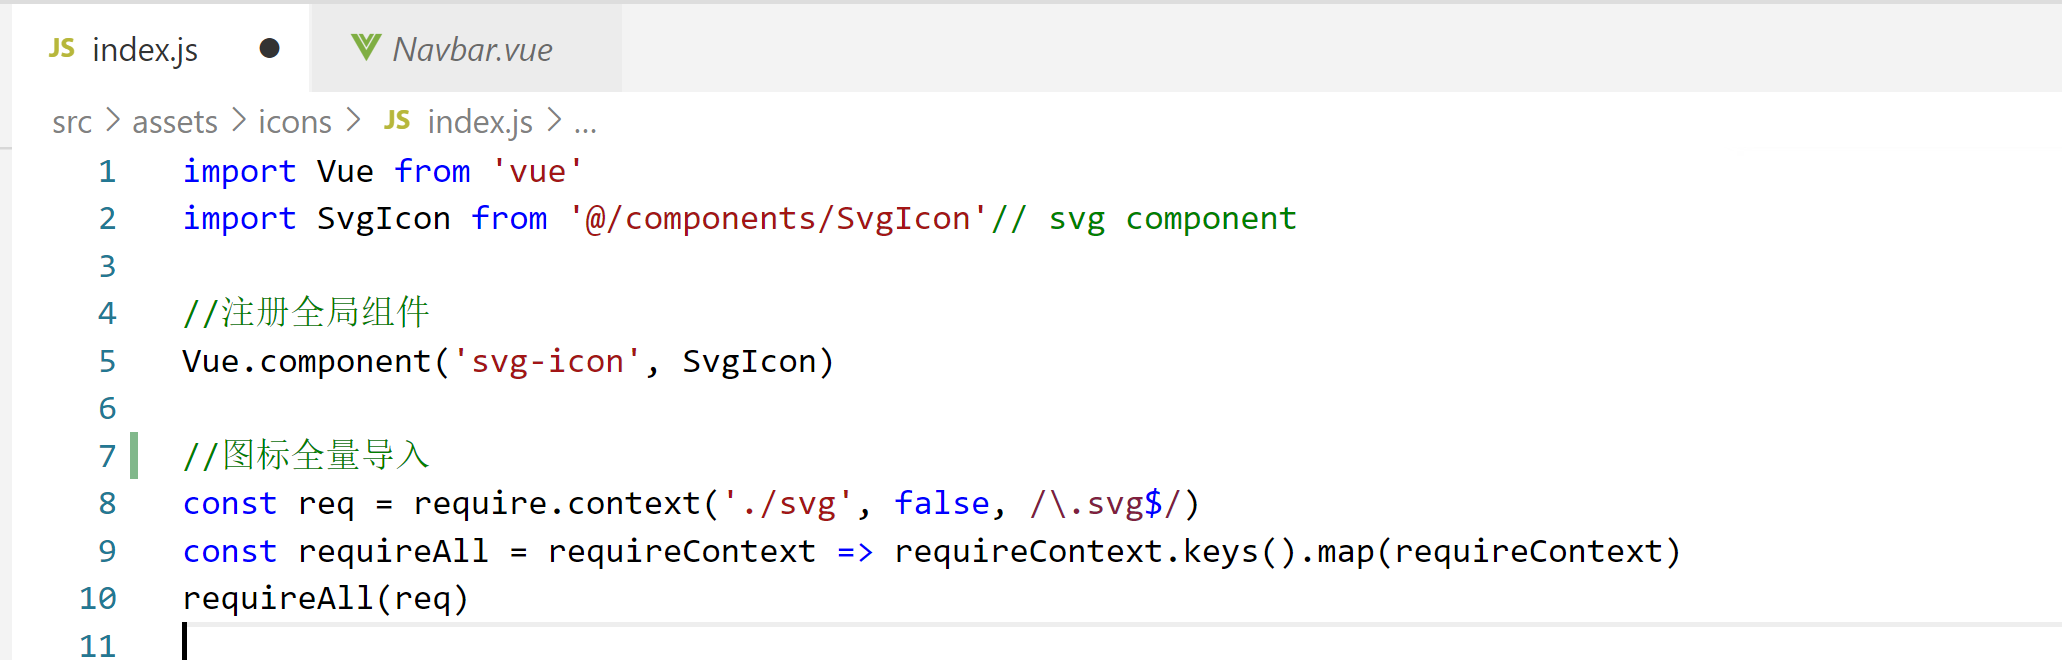 JS index.js ● Navbar.vue
src > assets > icons > JS index.js > ...
1 import Vue from 'vue'
2 import SvgIcon from '@/components/SvgIcon'// svg component
3
4 //注册全局组件
5 Vue.component('svg-icon', SvgIcon)
6
7 //图标全量导入
8 const req = require.context('./svg', false, /\.svg$/)
9 const requireAll = requireContext => requireContext.keys().map(requireContext)
10 requireAll(req)
11